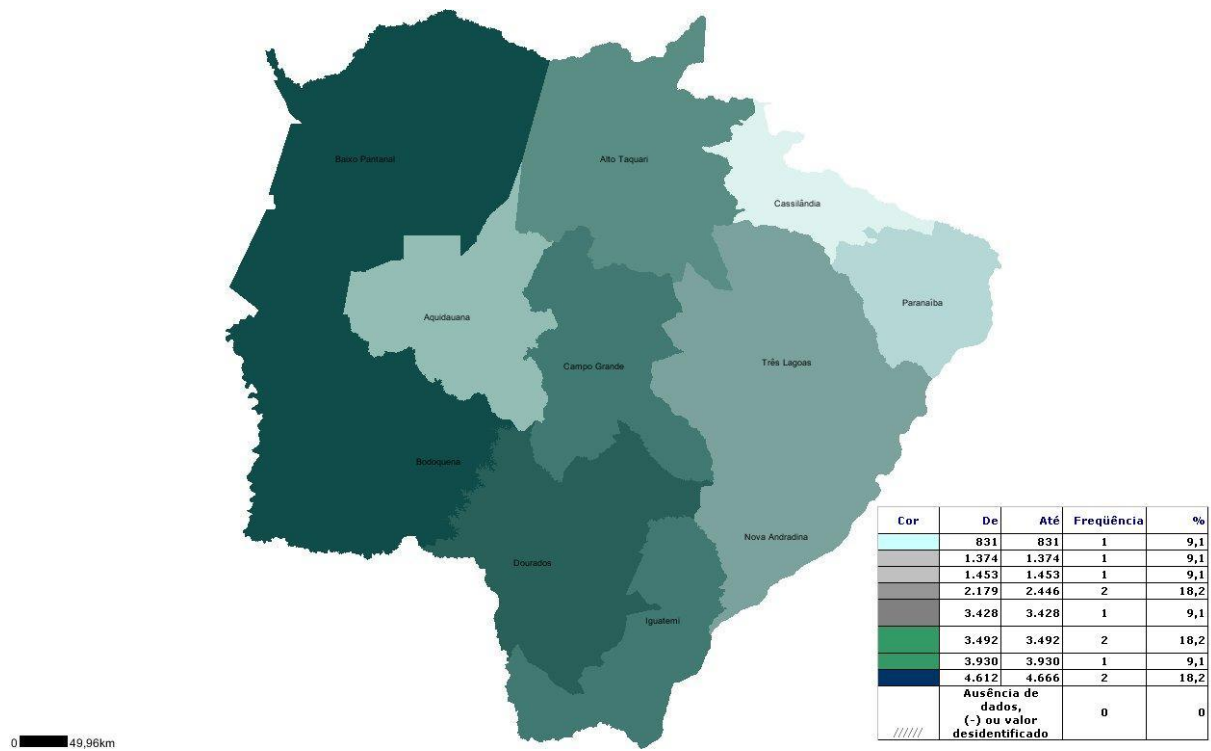 Baixo Pantanal
Alto Taquari
Cassilândia
Paranaíba
Aquidauana
Campo Grande
Três Lagoas
Bodoquena
Nova Andradina
Dourados
Iguatemi
Cor De Até Freqüência %
831 831 1 9,1
1.374 1.374 1 9,1
1.453 1.453 1 9,1
2.179 2.446 2 18,2
3.428 3.428 1 9,1
3.492 3.492 2 18,2
3.930 3.930 1 9,1
4.612 4.666 2 18,2
Ausência de
dados,
(-) ou valor
desidentificado 0 0
0 49,96km